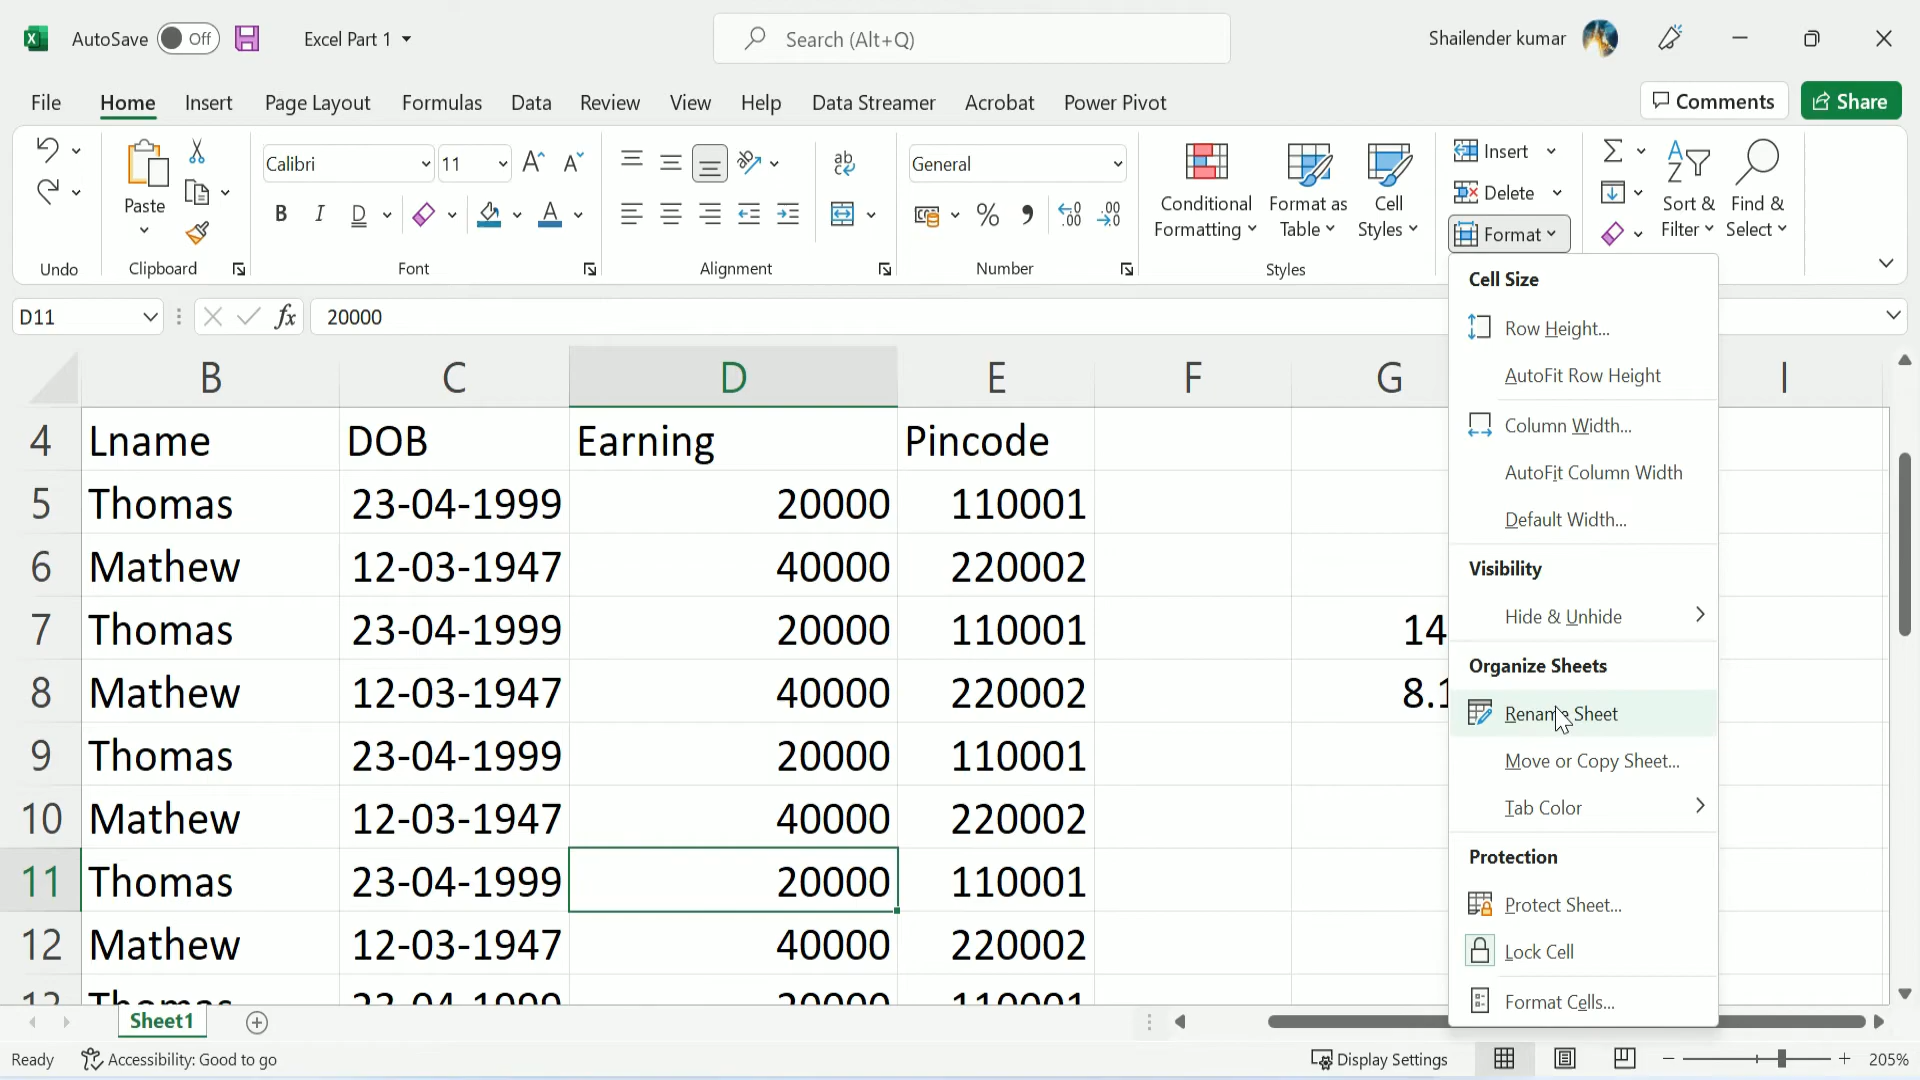 AutoSave Off Excel Part 1 Search (Alt+Q) Shailender kumar
File Home Insert Page Layout Formulas Data Review View Help Data Streamer Acrobat Power Pivot Comments Share
Paste
Undo
Clipboard
Calibri 11
B I D A
Font
ab
Alignment
General
Number
Conditional Formatting
Format as Table
Cell Styles
Styles
Insert
Delete
Format
Sort & Filter
Find & Select
D11 fx 20000
B C D E F G I
4 Lname DOB Earning Pincode
5 Thomas 23-04-1999 20000 110001
6 Mathew 12-03-1947 40000 220002
7 Thomas 23-04-1999 20000 110001 14
8 Mathew 12-03-1947 40000 220002 8.1
9 Thomas 23-04-1999 20000 110001
10 Mathew 12-03-1947 40000 220002
11 Thomas 23-04-1999 20000 110001
12 Mathew 12-03-1947 40000 220002
13 Thomas 23-04-1999 20000 110001
Cell Size
Row Height...
AutoFit Row Height
Column Width...
AutoFit Column Width
Default Width...
Visibility
Hide & Unhide
Organize Sheets
Rename Sheet
Move or Copy Sheet...
Tab Color
Protection
Protect Sheet...
Lock Cell
Format Cells...
Sheet1
Ready Accessibility: Good to go Display Settings 205%